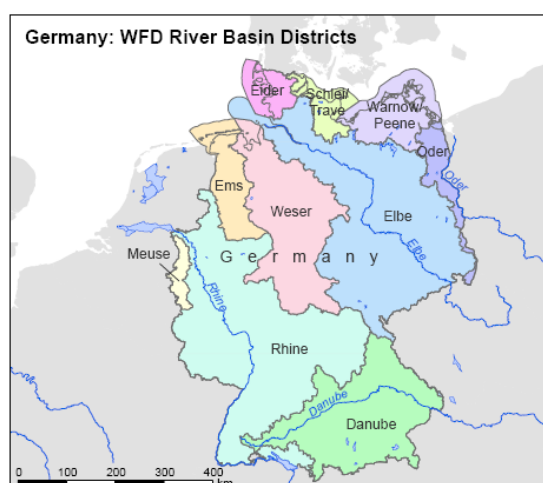 Germany: WFD River Basin Districts
Eider
Schlei/
Trave
Warnow/
Peene
Oder
Oder
Ems
Weser
Elbe
Elbe
Meuse
Germany
Rhine
Rhine
Danube
Danube
0 100 200 300 400
km